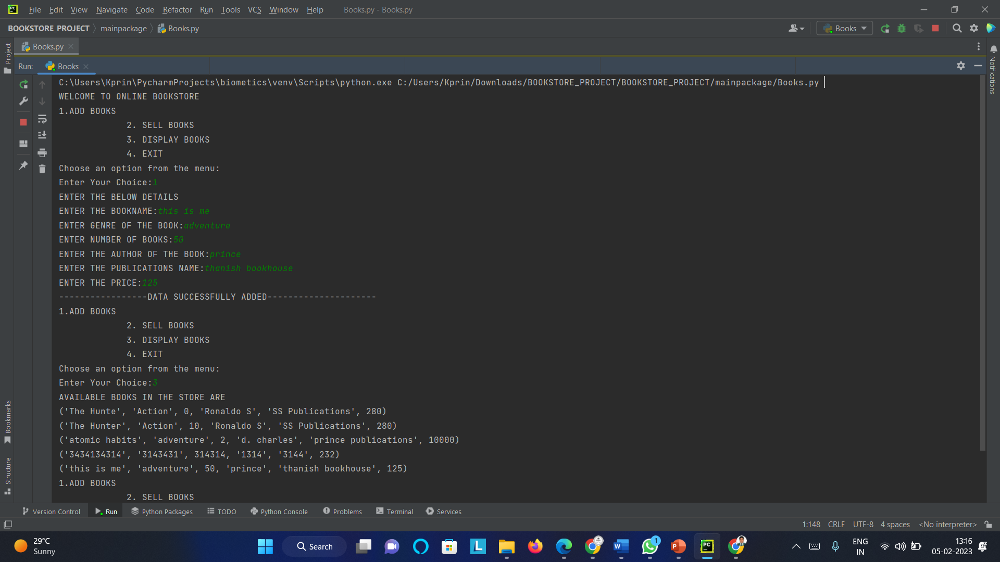 File Edit View Navigate Code Refactor Run Tools VCS Window Help Books.py - Books.py
BOOKSTORE_PROJECT mainpackage Books.py Books
Project
Books.py
Notifications
Run: Books
C:\Users\Kprin\PycharmProjects\biometics\venv\Scripts\python.exe C:/Users/Kprin/Downloads/BOOKSTORE_PROJECT/BOOKSTORE_PROJECT/mainpackage/Books.py
WELCOME TO ONLINE BOOKSTORE
1.ADD BOOKS
2. SELL BOOKS
3. DISPLAY BOOKS
4. EXIT
Choose an option from the menu:
Enter Your Choice:1
ENTER THE BELOW DETAILS
ENTER THE BOOKNAME:this is me
ENTER GENRE OF THE BOOK:adventure
ENTER NUMBER OF BOOKS:50
ENTER THE AUTHOR OF THE BOOK:prince
ENTER THE PUBLICATIONS NAME:thanish bookhouse
ENTER THE PRICE:125
-----------------DATA SUCCESSFULLY ADDED---------------------
1.ADD BOOKS
2. SELL BOOKS
3. DISPLAY BOOKS
4. EXIT
Choose an option from the menu:
Enter Your Choice:3
AVAILABLE BOOKS IN THE STORE ARE
('The Hunte', 'Action', 0, 'Ronaldo S', 'SS Publications', 280)
('The Hunter', 'Action', 10, 'Ronaldo S', 'SS Publications', 280)
('atomic habits', 'adventure', 2, 'd. charles', 'prince publications', 10000)
('3434134314', '3143431', 314314, '1314', '3144', 232)
('this is me', 'adventure', 50, 'prince', 'thanish bookhouse', 125)
1.ADD BOOKS
2. SELL BOOKS
Bookmarks
Structure
Version Control Run Python Packages TODO Python Console Problems Terminal Services
1:148 CRLF UTF-8 4 spaces <No interpreter>
29°C
Sunny
Search
1
ENG
IN
13:16
05-02-2023